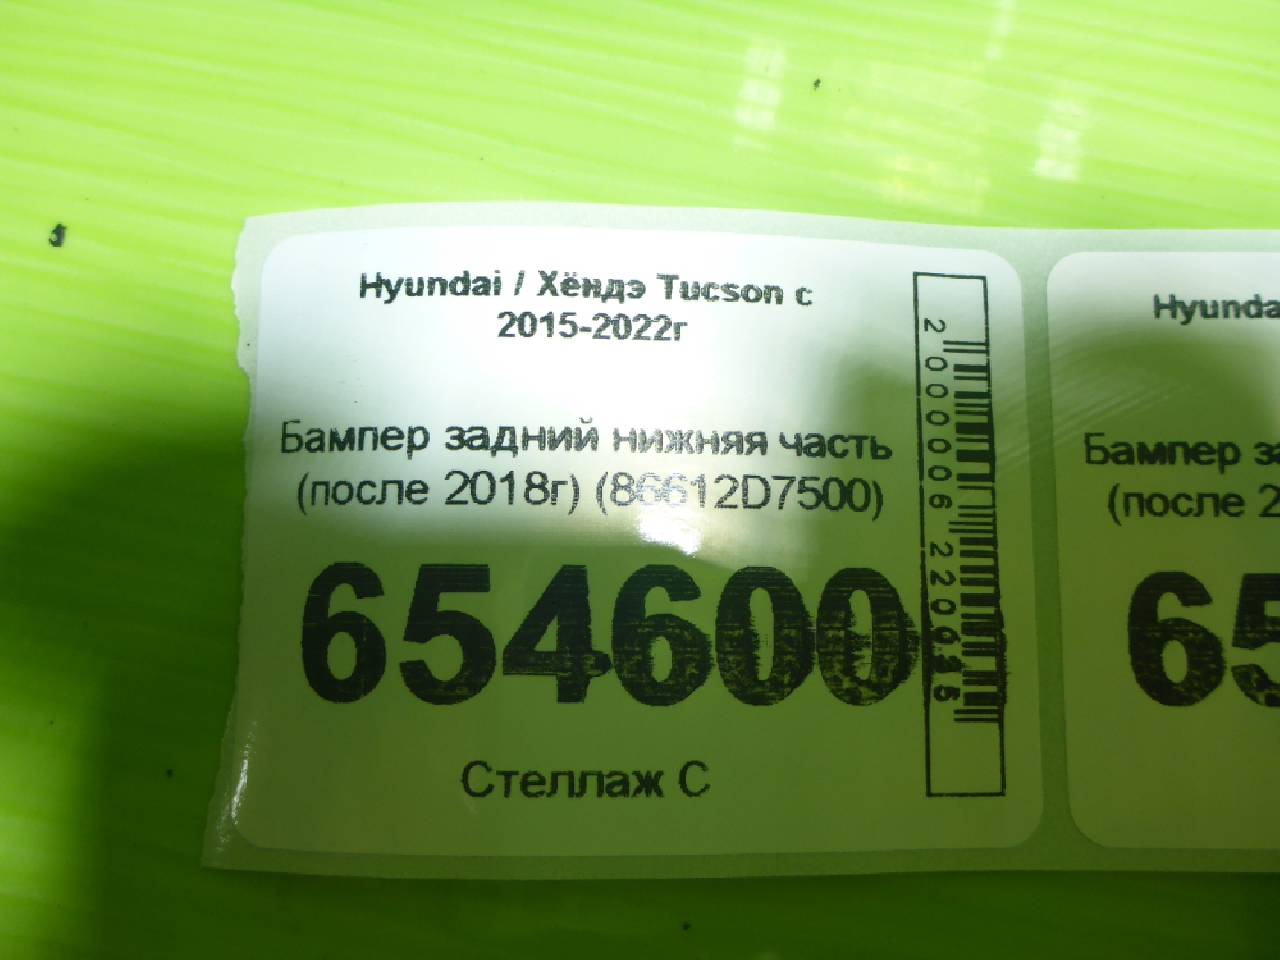 Hyundai / Хёндэ Tucson с
2015-2022г
Бампер задний нижняя часть
(после 2018г) (86612D7500)
654600
Стеллаж С
Hyunda
Бампер за
(после 2
65